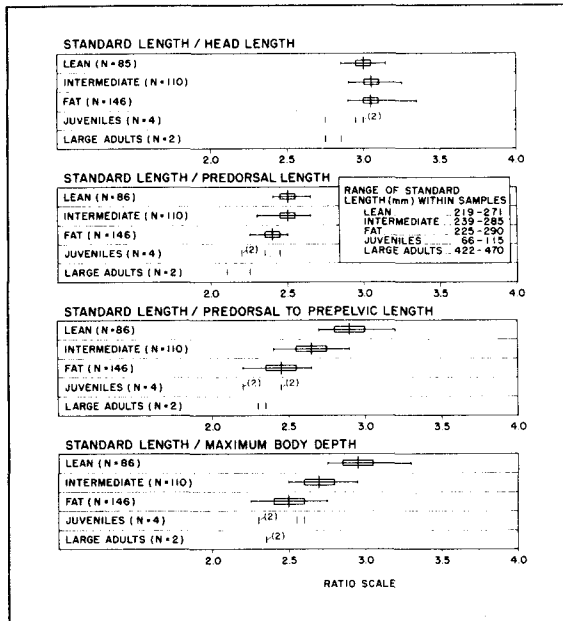 STANDARD LENGTH / HEAD LENGTH
LEAN (N=85)
INTERMEDIATE (N=110)
FAT (N=146)
JUVENILES (N=4) (2)
LARGE ADULTS (N=2)
2.0 2.5 3.0 3.5 4.0
STANDARD LENGTH / PREDORSAL LENGTH
LEAN (N=86)
INTERMEDIATE (N=110)
FAT (N=146)
JUVENILES (N=4) (2)
LARGE ADULTS (N=2)
RANGE OF STANDARD
LENGTH (mm) WITHIN SAMPLES
LEAN 219-271
INTERMEDIATE 239-285
FAT 225-290
JUVENILES 66-115
LARGE ADULTS 422-470
2.0 2.5 3.0 3.5 4.0
STANDARD LENGTH / PREDORSAL TO PREPELVIC LENGTH
LEAN (N=86)
INTERMEDIATE (N=110)
FAT (N=146)
JUVENILES (N=4) (2) (2)
LARGE ADULTS (N=2)
2.0 2.5 3.0 3.5 4.0
STANDARD LENGTH / MAXIMUM BODY DEPTH
LEAN (N=86)
INTERMEDIATE (N=110)
FAT (N=146)
JUVENILES (N=4) (2)
LARGE ADULTS (N=2) (2)
2.0 2.5 3.0 3.5 4.0
RATIO SCALE